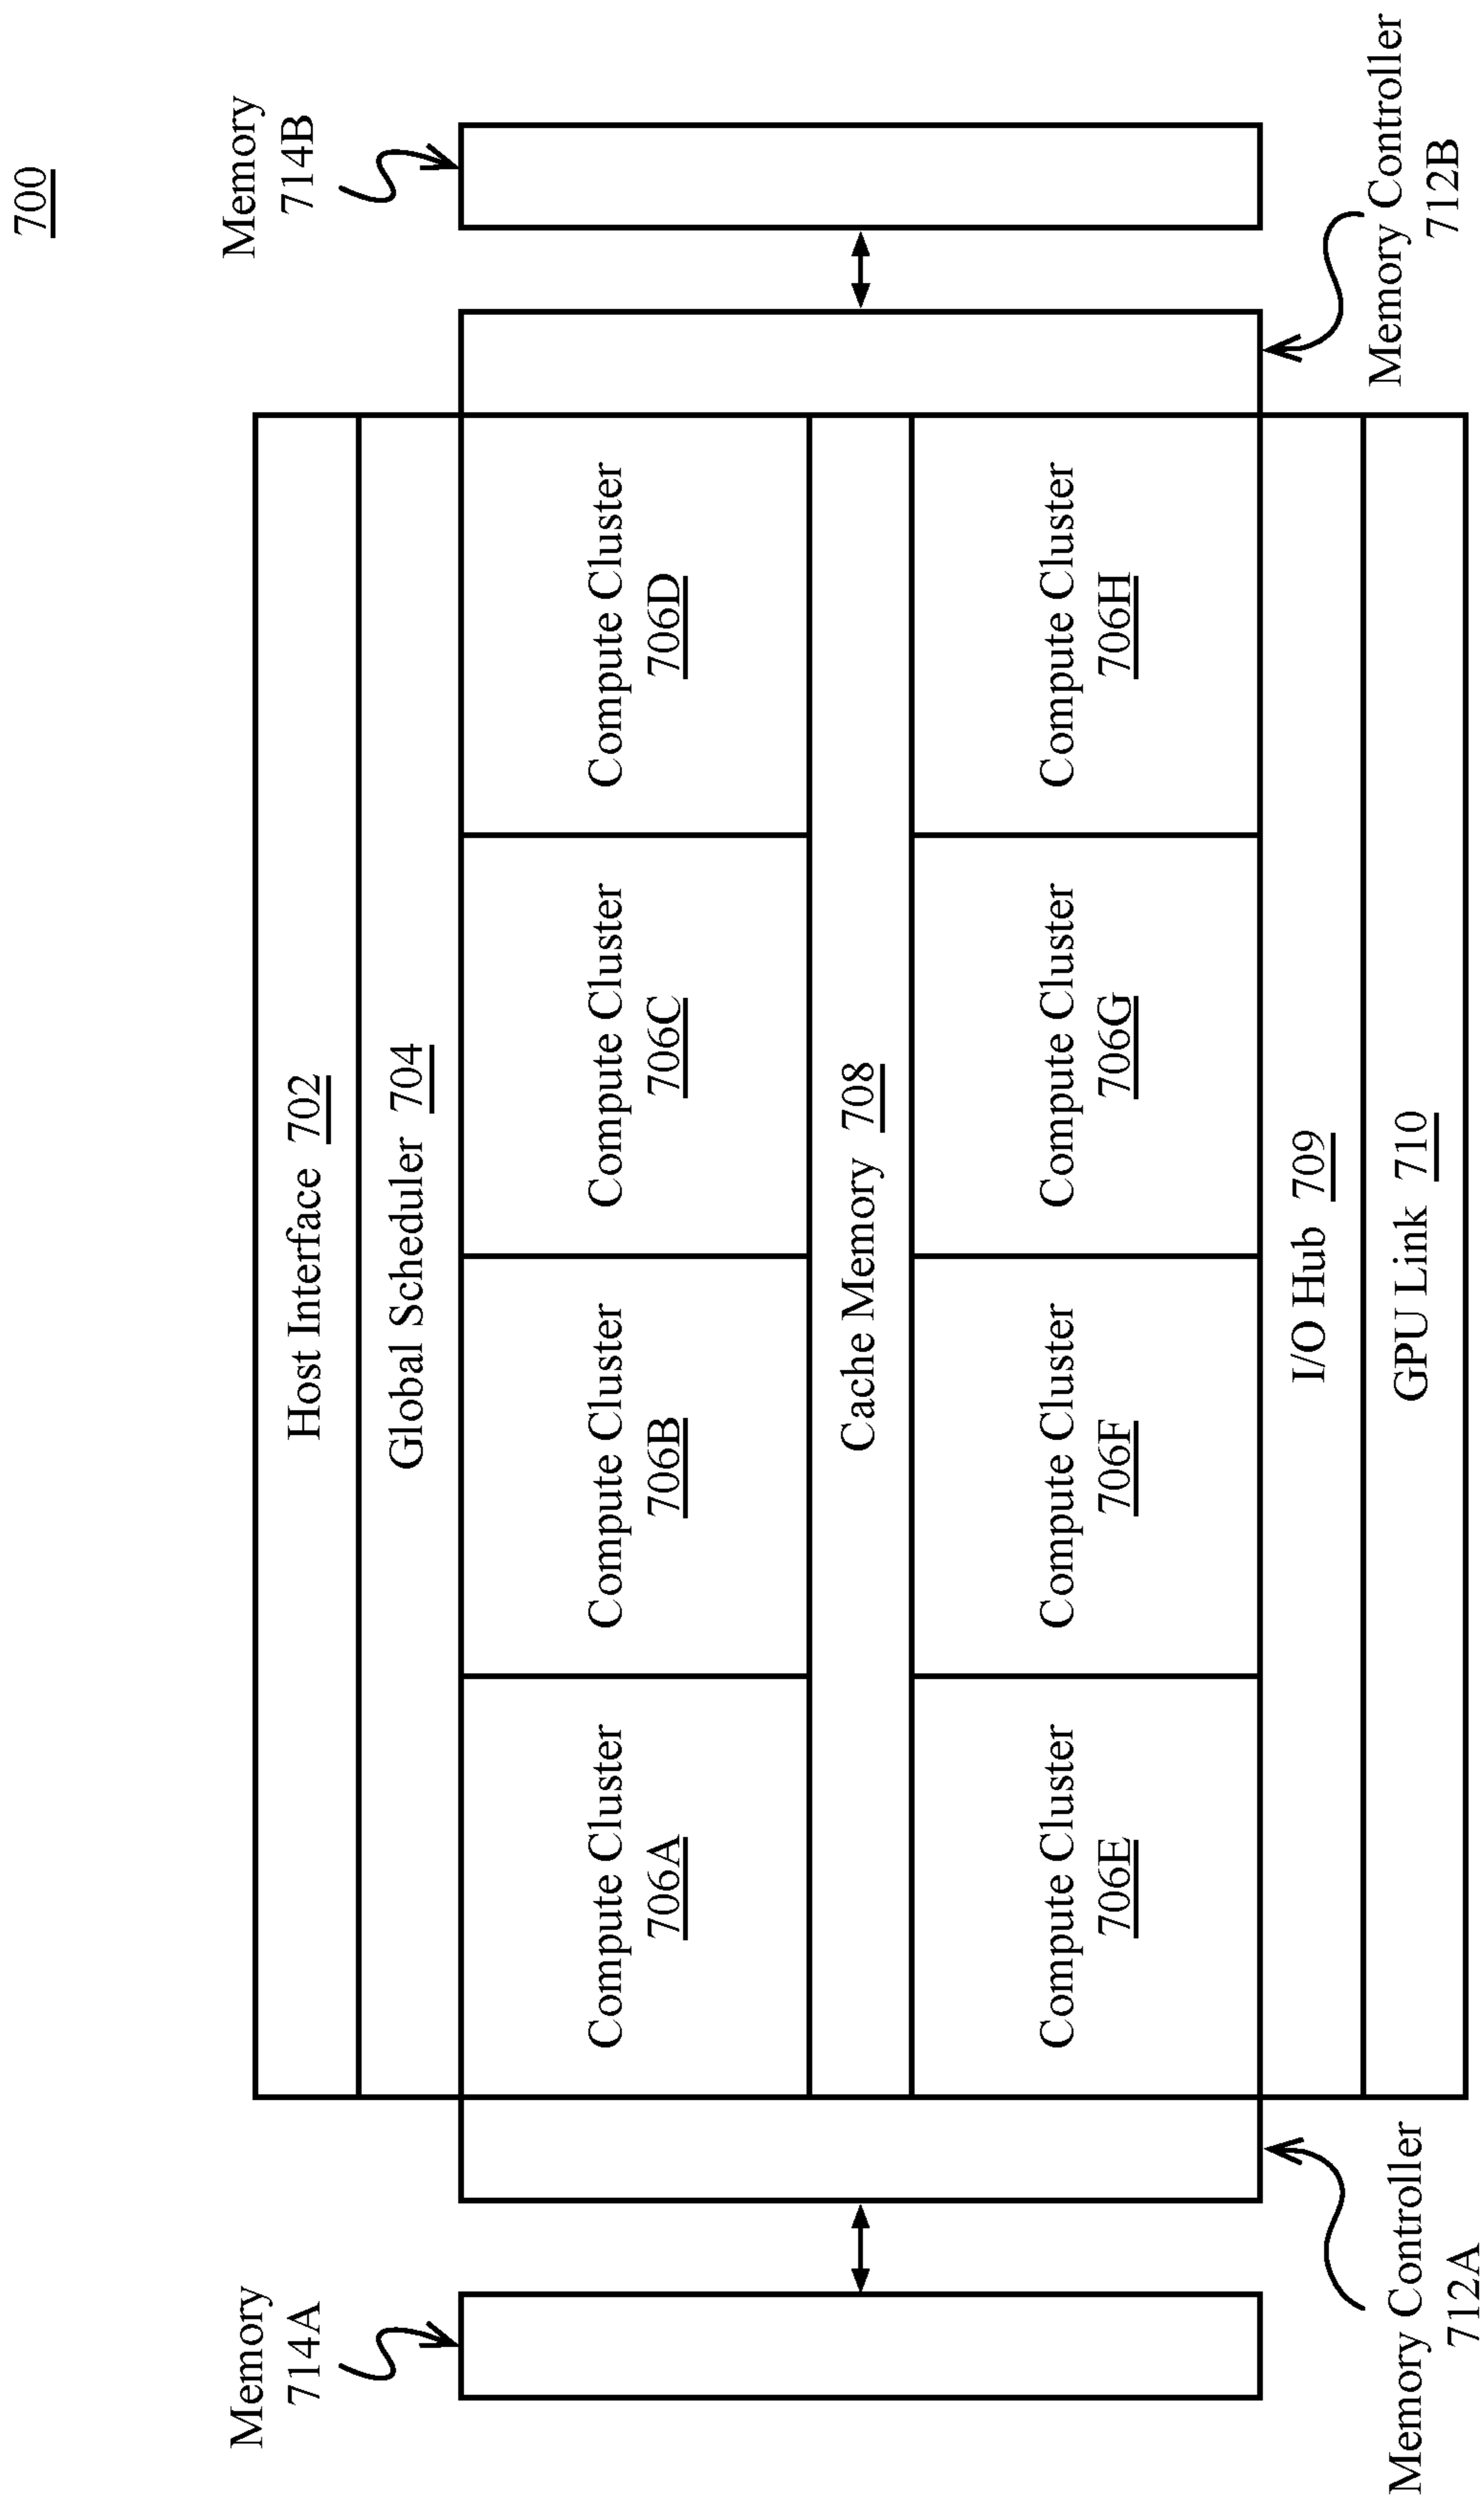 700
Host Interface 702
Global Scheduler 704
Memory
714A
Memory
714B
Compute Cluster
706A
Compute Cluster
706B
Compute Cluster
706C
Compute Cluster
706D
Cache Memory 708
Compute Cluster
706E
Compute Cluster
706F
Compute Cluster
706G
Compute Cluster
706H
I/O Hub 709
GPU Link 710
Memory Controller
712A
Memory Controller
712B